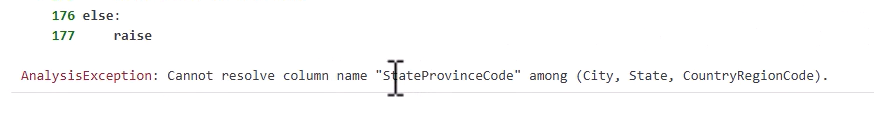 176 else:
177     raise
AnalysisException: Cannot resolve column name "StateProvinceCode" among (City, State, CountryRegionCode).